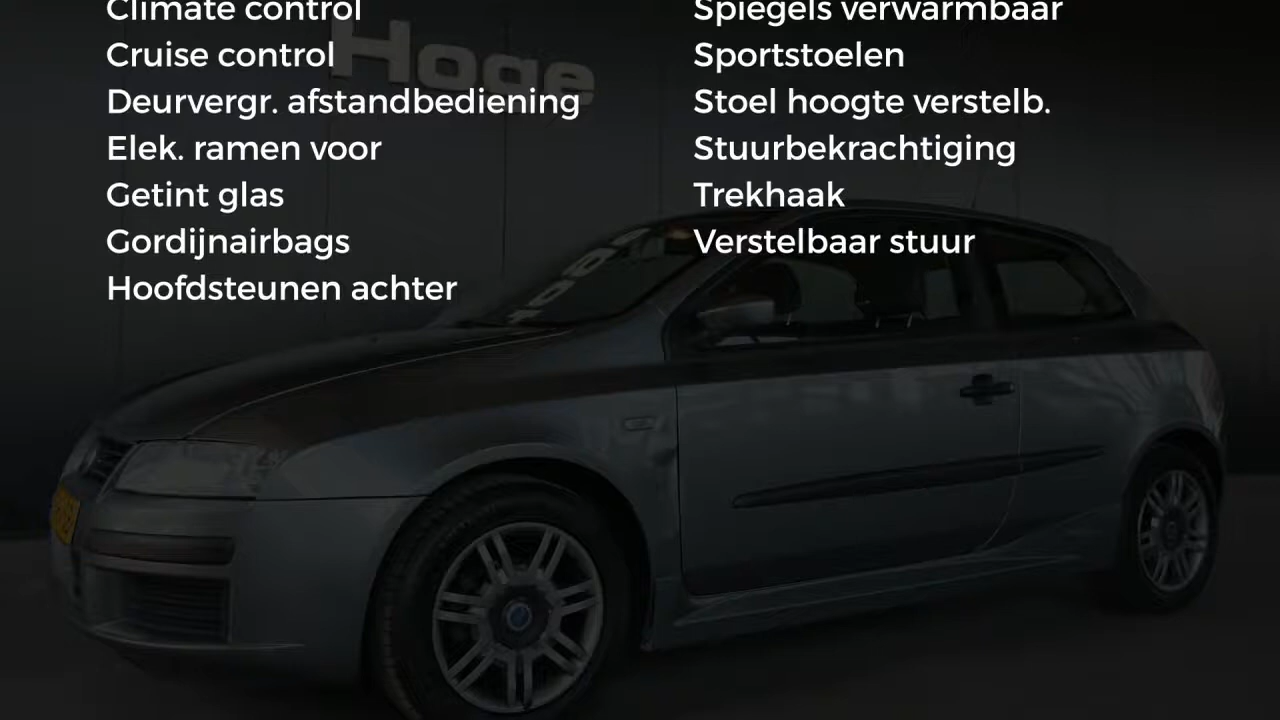 Climate control
Cruise control
Deurvergr. afstandbediening
Elek. ramen voor
Getint glas
Gordijnairbags
Hoofdsteunen achter
Spiegels verwarmbaar
Sportstoelen
Stoel hoogte verstelb.
Stuurbekrachtiging
Trekhaak
Verstelbaar stuur
Hoge